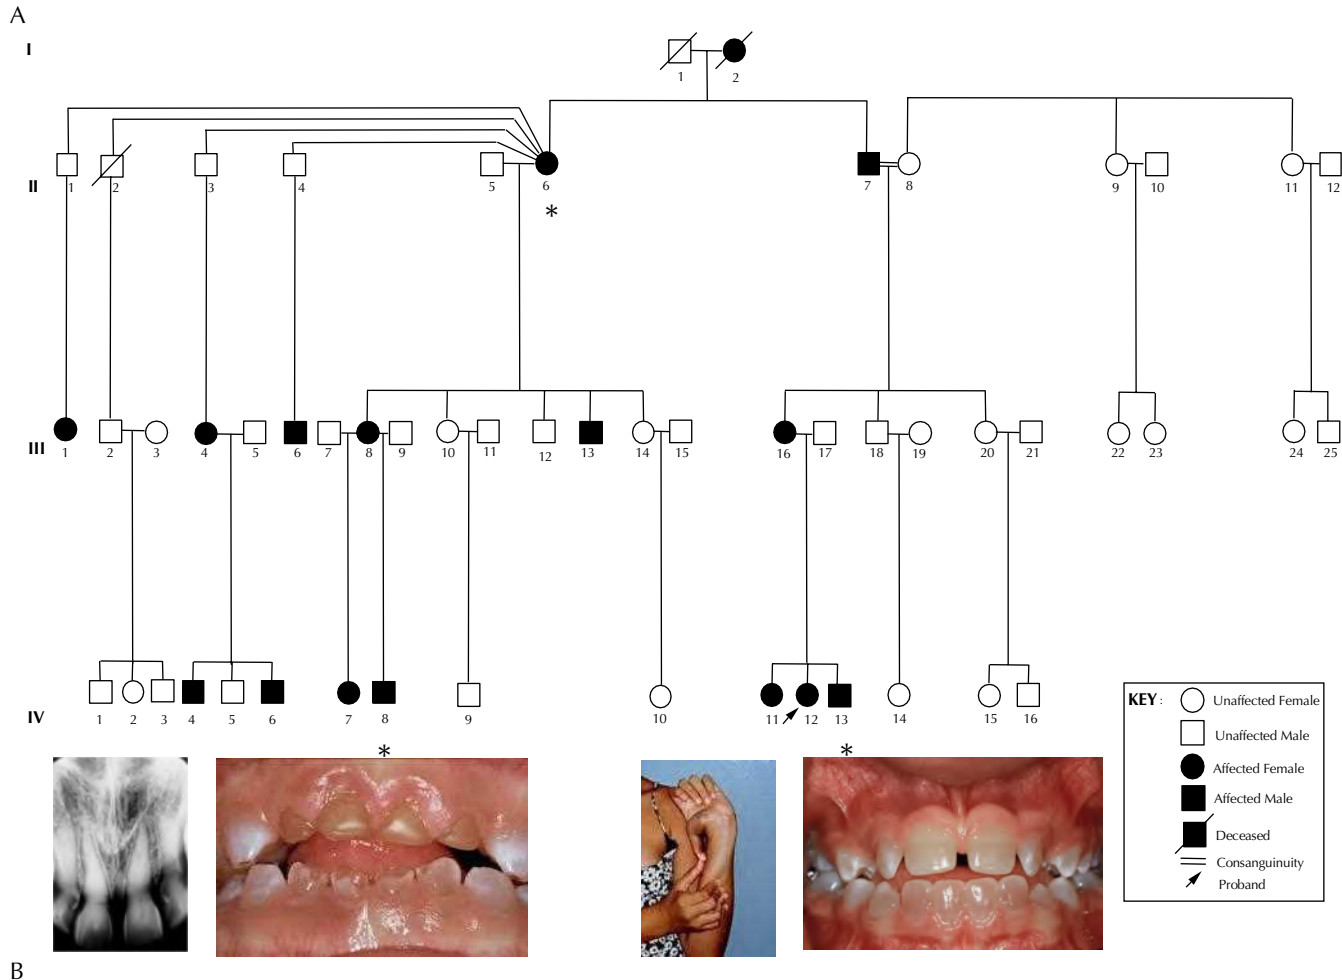 A
I
1 2
II
1 2 3 4 5 6 7 8 9 10 11 12
*
III
1 2 3 4 5 6 7 8 9 10 11 12 13 14 15 16 17 18 19 20 21 22 23 24 25
IV
1 2 3 4 5 6 7 8 9 10 11 12 13 14 15 16
* *
KEY :
Unaffected Female
Unaffected Male
Affected Female
Affected Male
Deceased
Consanguinity
Proband
B